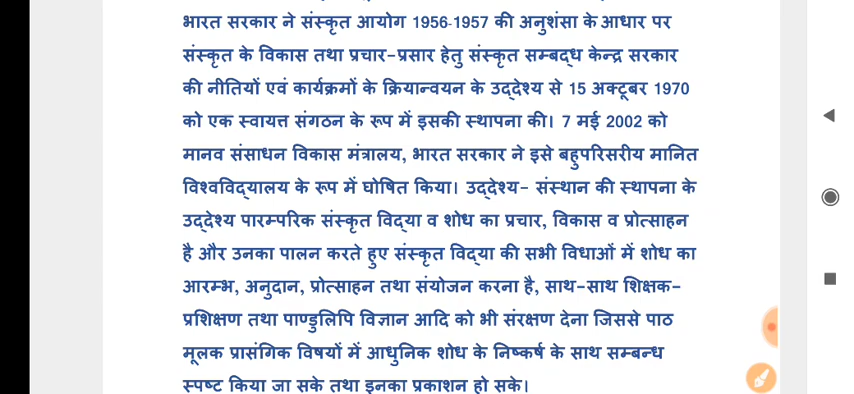 भारत सरकार ने संस्कृत आयोग 1956-1957 की अनुशंसा के आधार पर
संस्कृत के विकास तथा प्रचार-प्रसार हेतु संस्कृत सम्बद्ध केन्द्र सरकार
की नीतियों एवं कार्यक्रमों के क्रियान्वयन के उद्देश्य से 15 अक्टूबर 1970
को एक स्वायत्त संगठन के रूप में इसकी स्थापना की। 7 मई 2002 को
मानव संसाधन विकास मंत्रालय, भारत सरकार ने इसे बहुपरिसरीय मानित
विश्वविद्यालय के रूप में घोषित किया। उद्देश्य- संस्थान की स्थापना के
उद्देश्य पारम्परिक संस्कृत विद्या व शोध का प्रचार, विकास व प्रोत्साहन
है और उनका पालन करते हुए संस्कृत विद्या की सभी विधाओं में शोध का
आरम्भ, अनुदान, प्रोत्साहन तथा संयोजन करना है, साथ-साथ शिक्षक-
प्रशिक्षण तथा पाण्डुलिपि विज्ञान आदि को भी संरक्षण देना जिससे पाठ
मूलक प्रासंगिक विषयों में आधुनिक शोध के निष्कर्ष के साथ सम्बन्ध
स्पष्ट किया जा सके तथा इनका प्रकाशन हो सके।